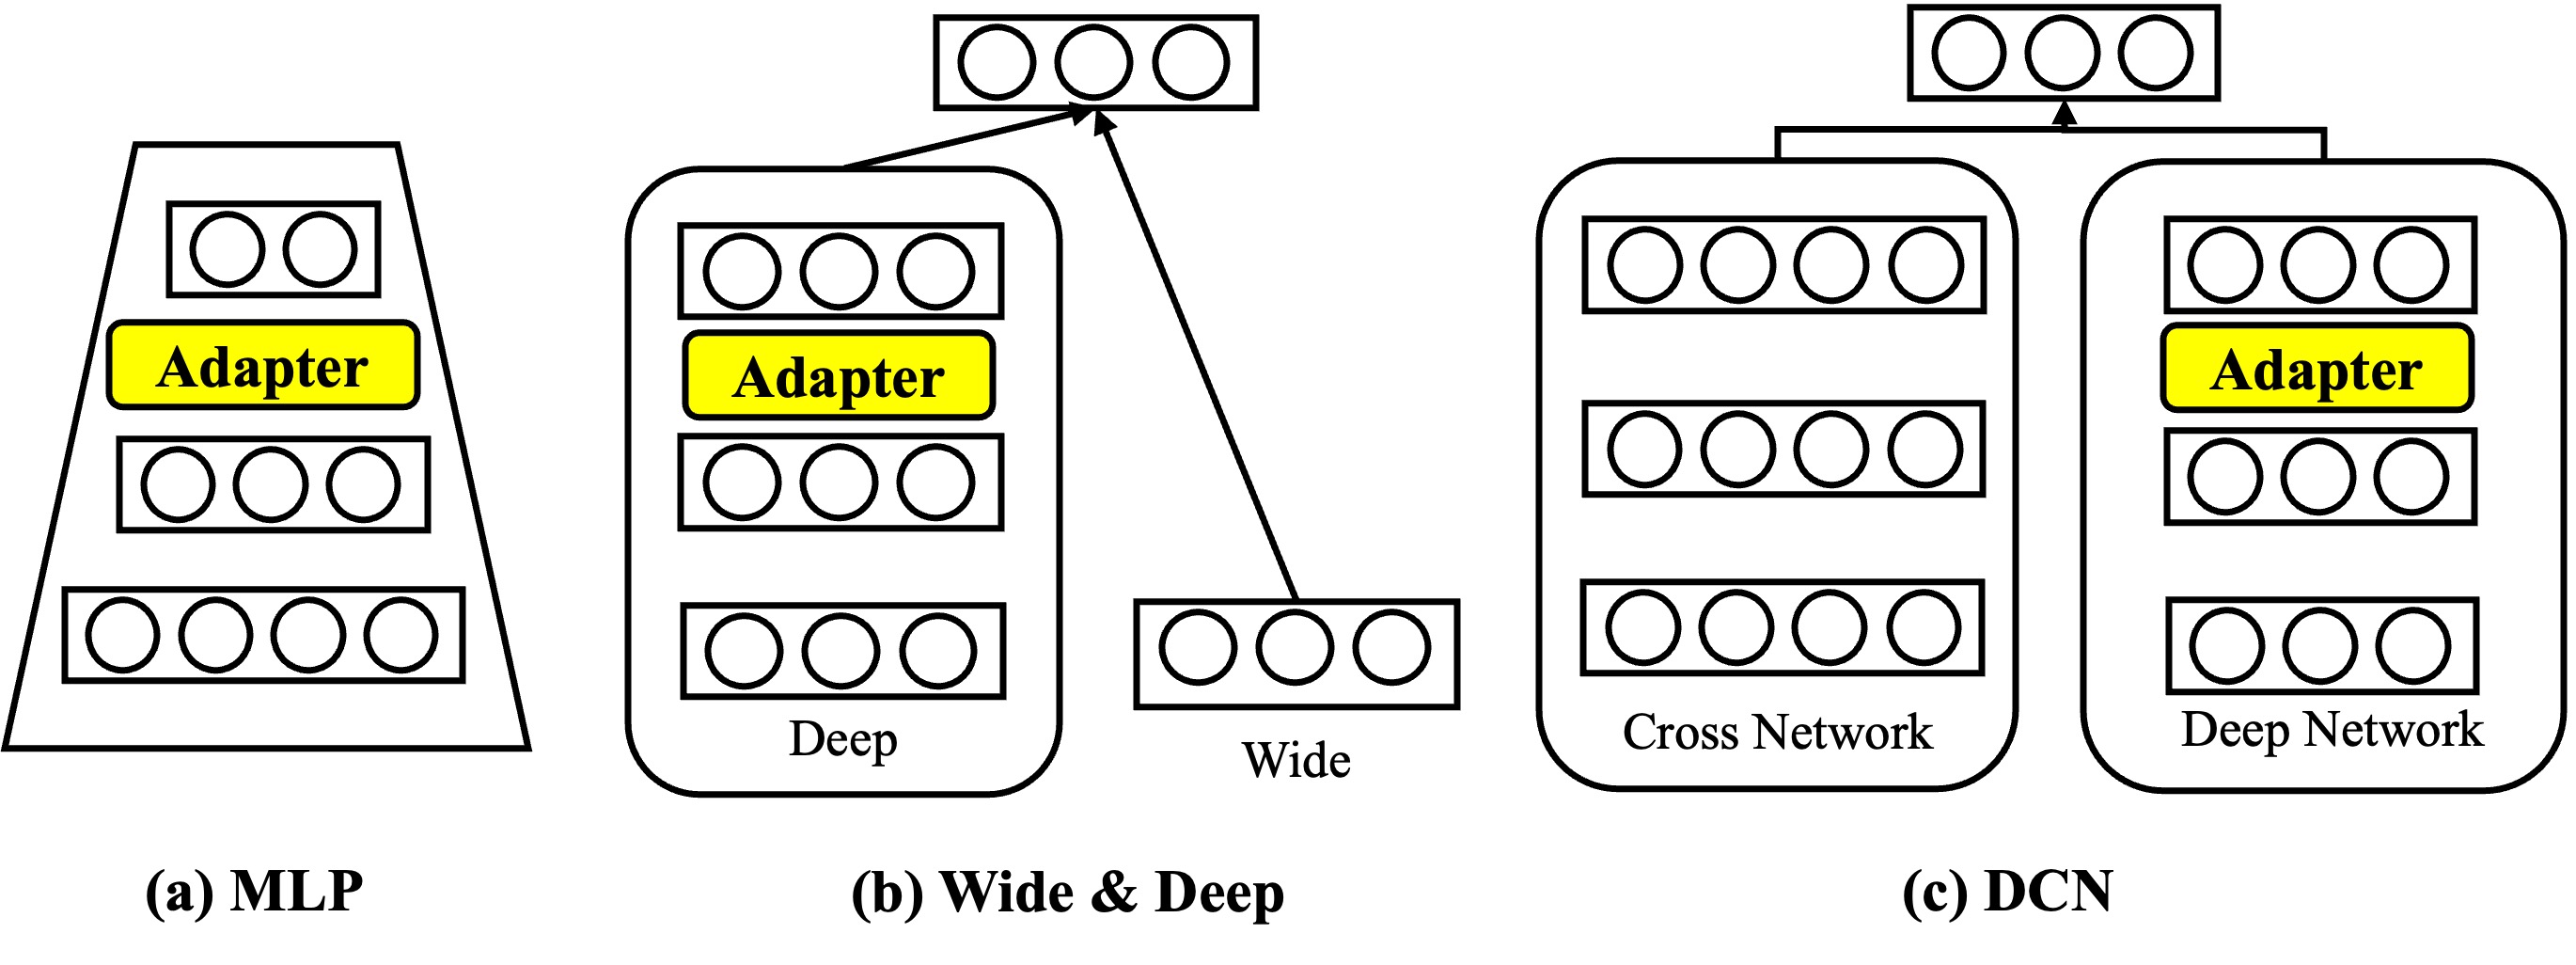 Adapter
Adapter
Adapter
Deep
Wide
Cross Network
Deep Network
(a) MLP
(b) Wide & Deep
(c) DCN